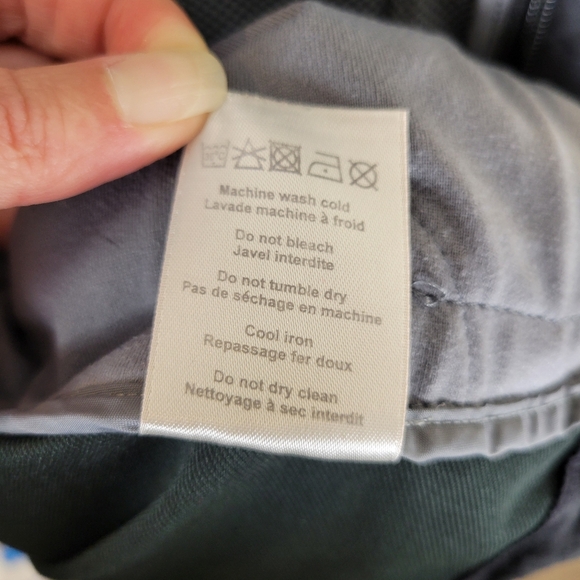 Machine wash cold
Lavade machine à froid
Do not bleach
Javel interdite
Do not tumble dry
Pas de séchage en machine
Cool iron
Repassage fer doux
Do not dry clean
Nettoyage à sec interdit